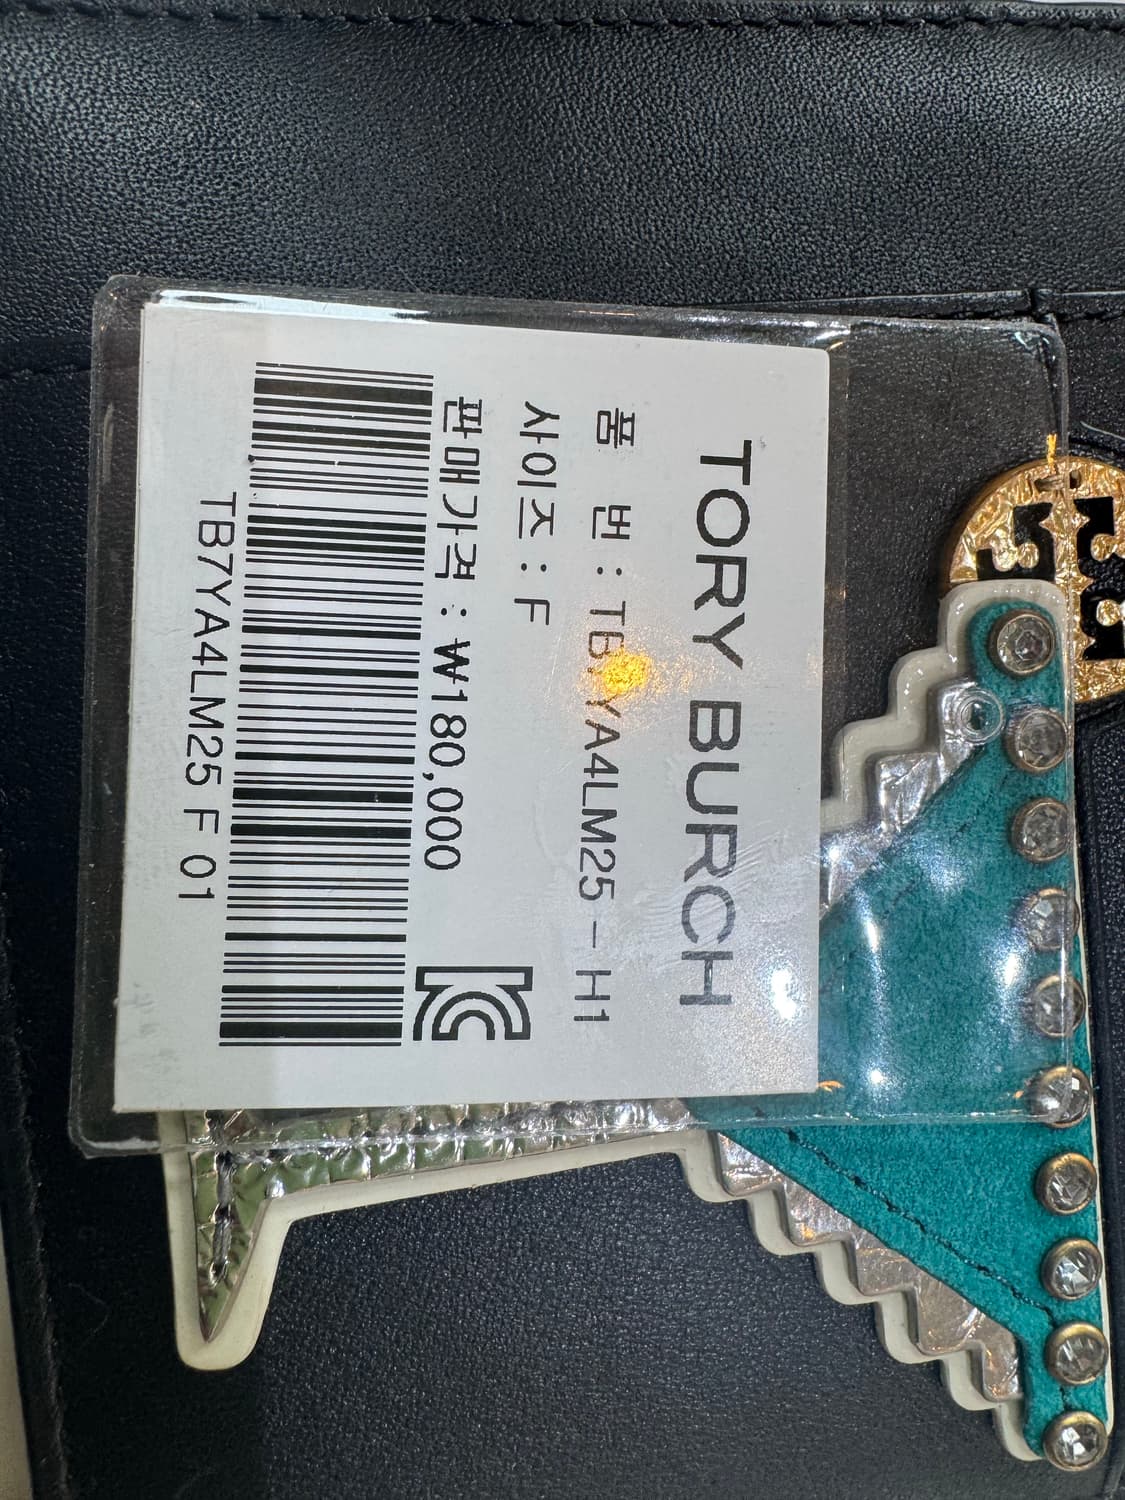 TORY BURCH
품 번 : TB7YA4LM25-H1
사이즈 : F
판매가격 : ₩180,000
TB7YA4LM25 F 01